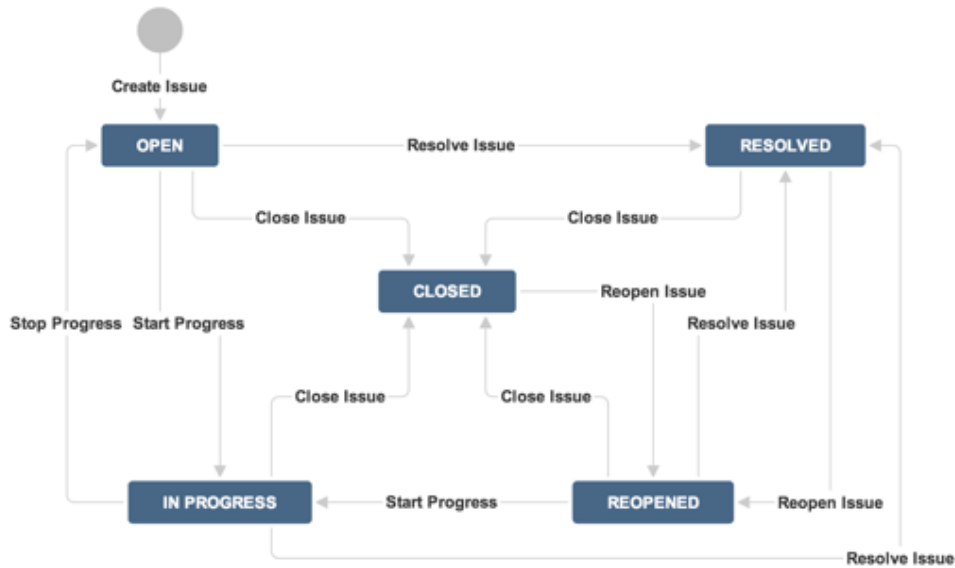 Create Issue
OPEN
Resolve Issue
RESOLVED
Close Issue
Close Issue
CLOSED
Reopen Issue
Stop Progress
Start Progress
Resolve Issue
Close Issue
Close Issue
IN PROGRESS
Start Progress
REOPENED
Reopen Issue
Resolve Issue